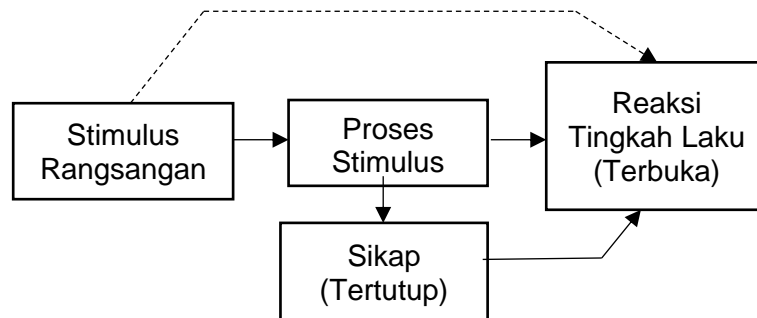 Stimulus
Rangsangan
Proses
Stimulus
Reaksi
Tingkah Laku
(Terbuka)
Sikap
(Tertutup)